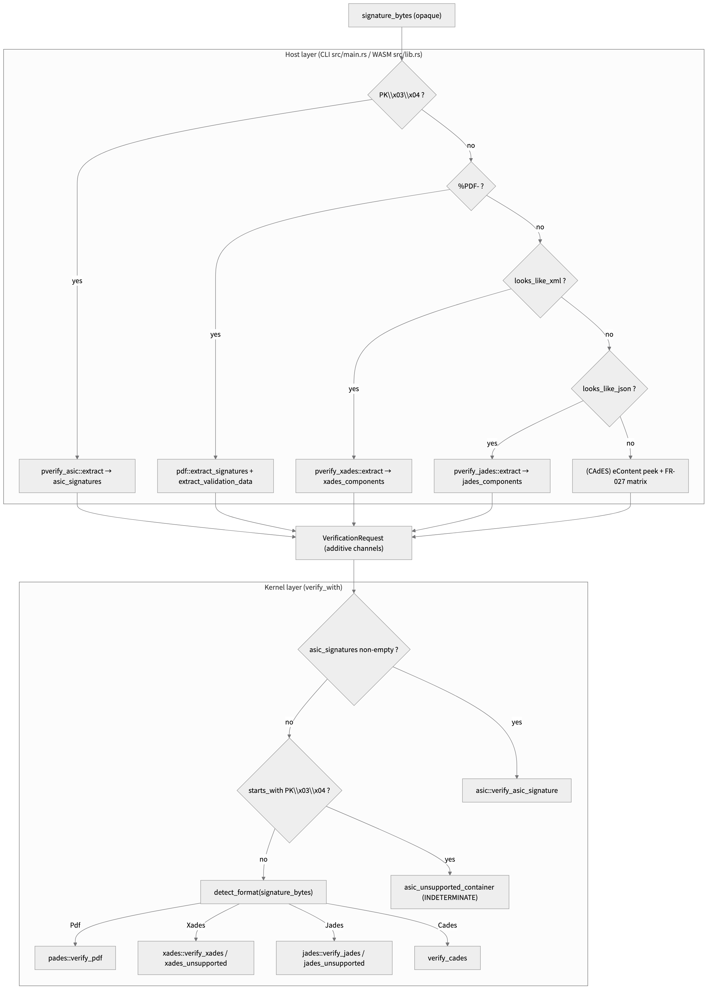 signature_bytes (opaque)
Host layer (CLI src/main.rs / WASM src/lib.rs)
PK\\x03\\x04 ?
no
%PDF- ?
no
yes
looks_like_xml ?
yes
no
yes
looks_like_json ?
yes
no
pverify_asic::extract →
asic_signatures
pdf::extract_signatures +
extract_validation_data
pverify_xades::extract →
xades_components
pverify_jades::extract →
jades_components
(CAdES) eContent peek + FR-
027 matrix
VerificationRequest
(additive channels)
Kernel layer (verify_with)
asic_signatures non-empty ?
no
yes
starts_with PK\\x03\\x04 ?
asic::verify_asic_signature
no
yes
detect_format(signature_bytes)
asic_unsupported_container
(INDETERMINATE)
Pdf
Xades
Jades
Cades
pades::verify_pdf
xades::verify_xades /
xades_unsupported
jades::verify_jades /
jades_unsupported
verify_cades